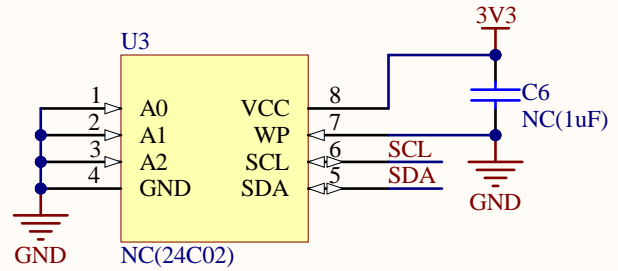 3V3
U3
1 A0 VCC 8
C6
2 A1 WP 7
NC(1uF)
3 A2 SCL 6 SCL
4 GND SDA 5 SDA
GND
GND
NC(24C02)